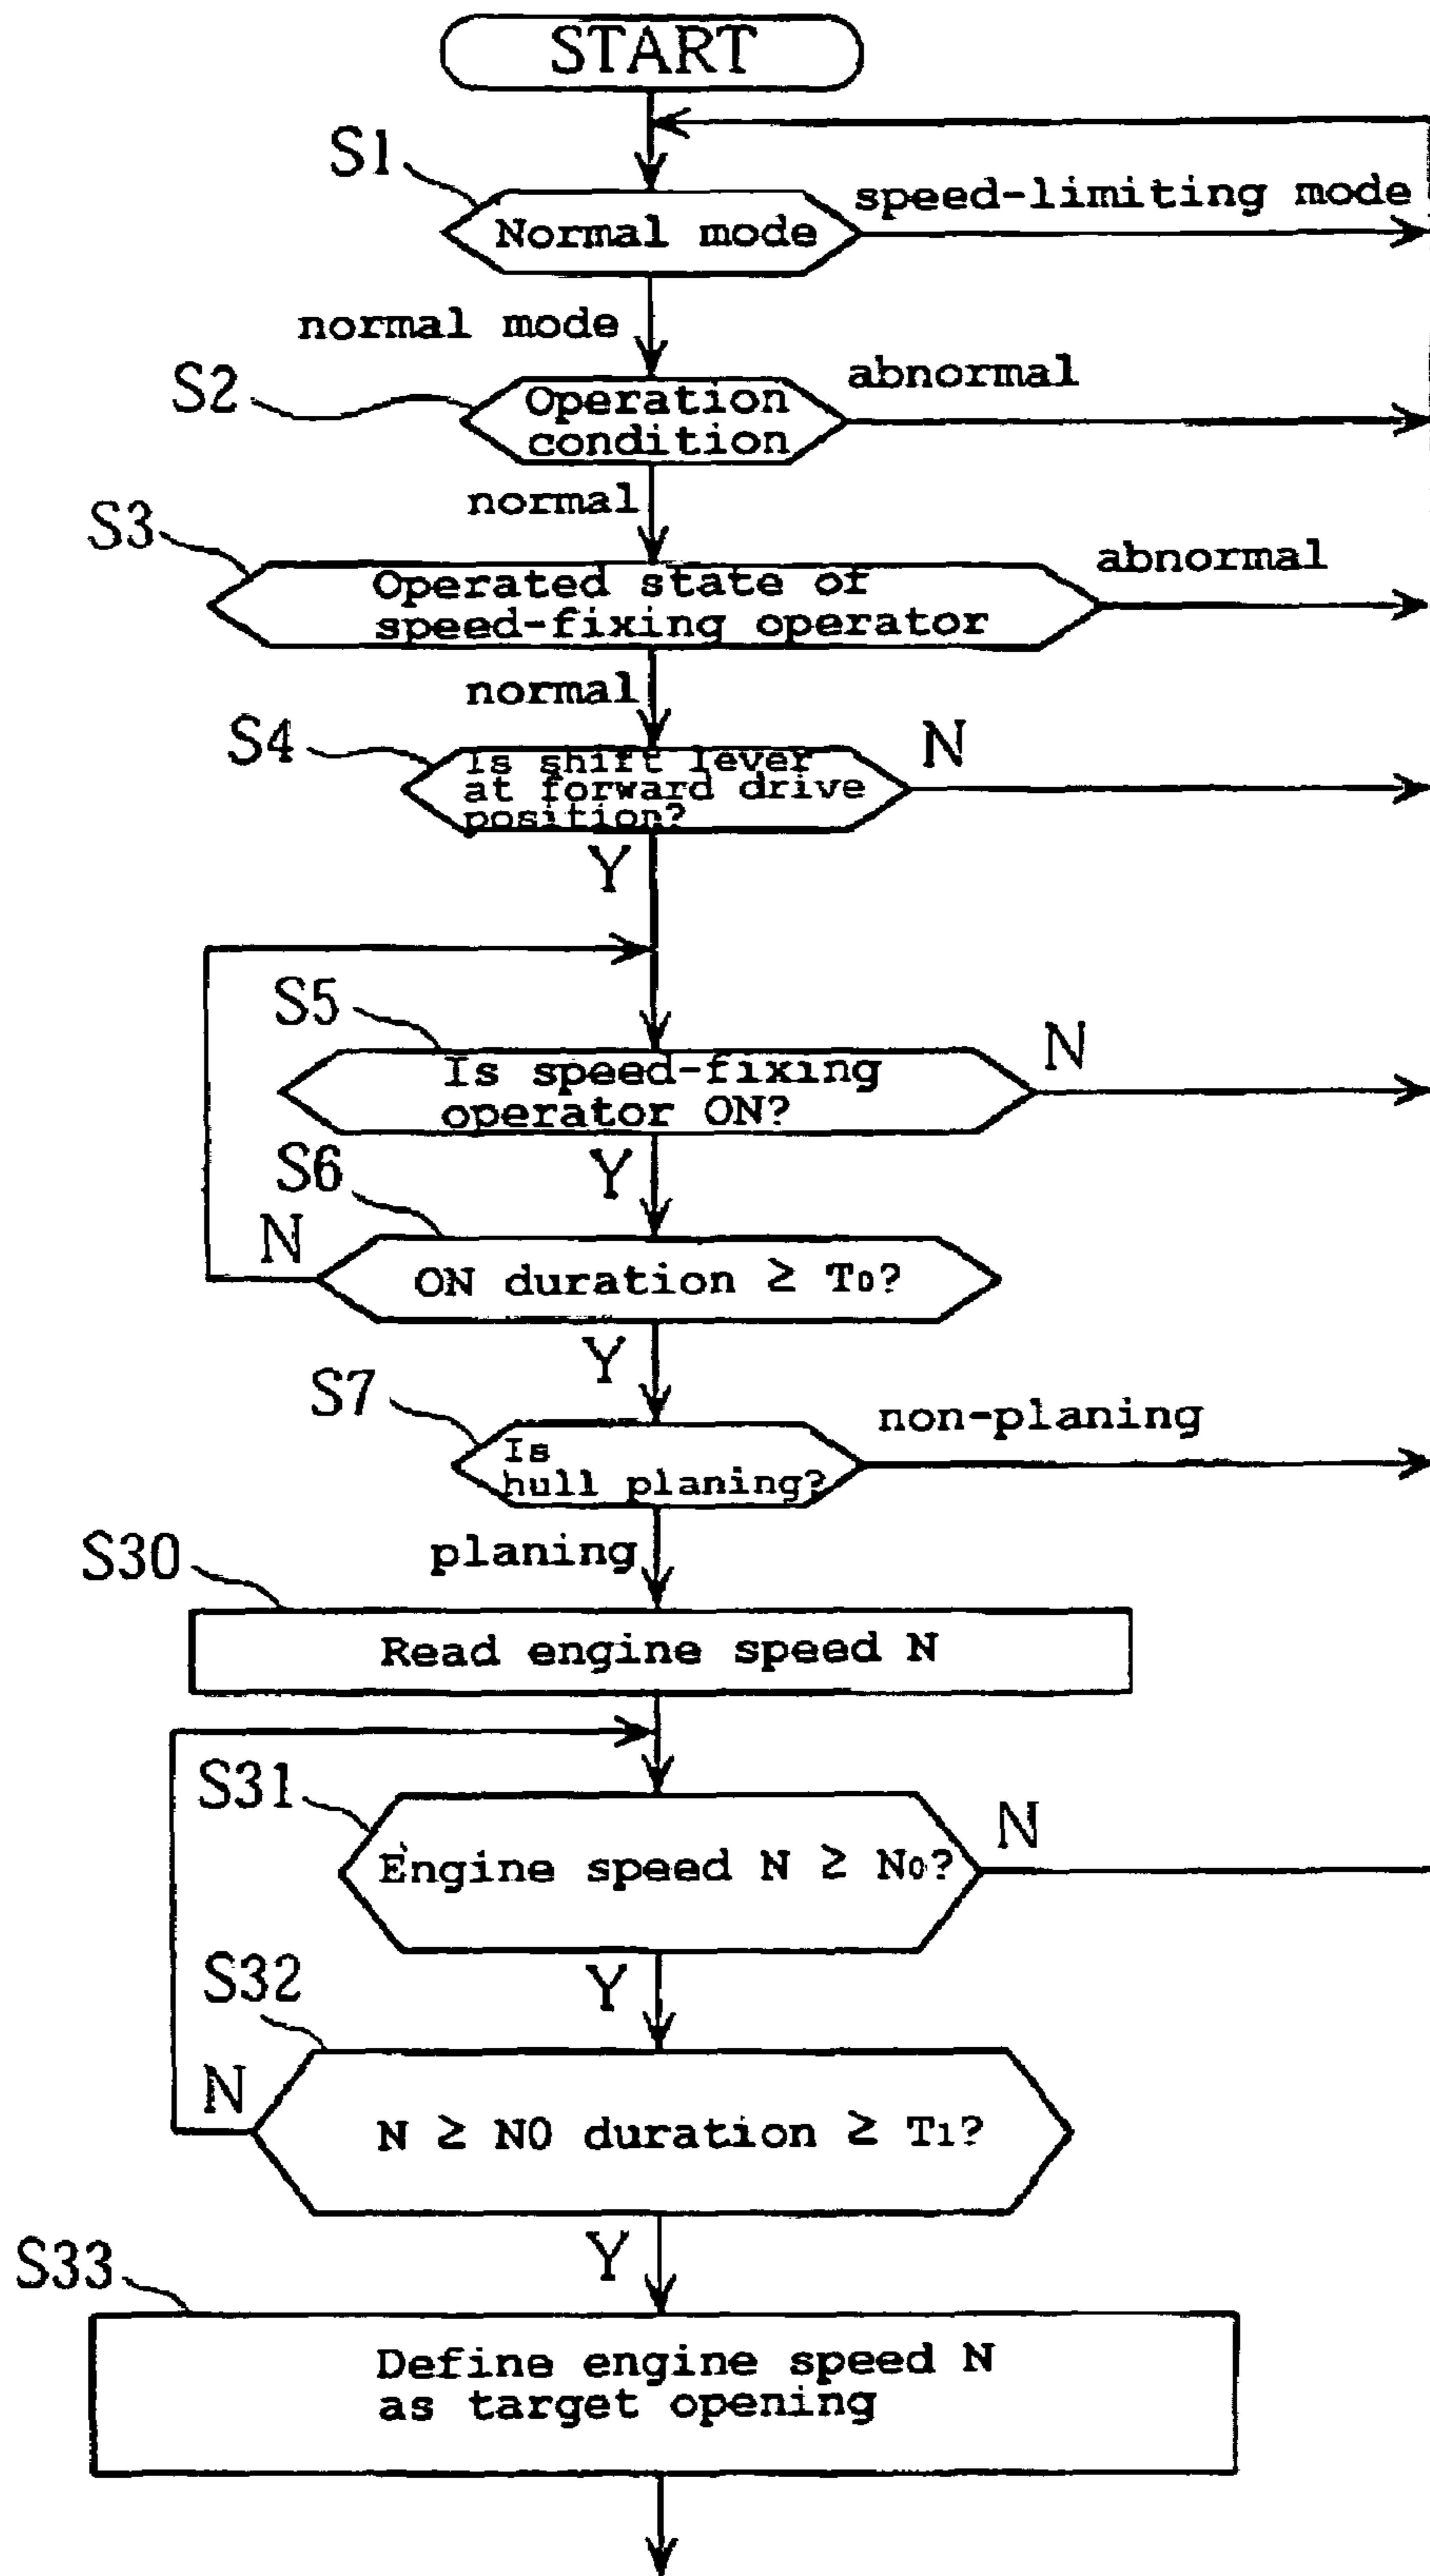 START
S1
Normal mode
speed-limiting mode
normal mode
S2
Operation
condition
abnormal
normal
S3
Operated state of
speed-fixing operator
abnormal
normal
S4
Is shift lever
at forward drive
position?
N
Y
S5
Is speed-fixing
operator ON?
N
Y
S6
N
ON duration ≥ T0?
Y
S7
Is
hull planing?
non-planing
planing
S30
Read engine speed N
S31
Engine speed N ≥ N0?
N
Y
S32
N
N ≥ N0 duration ≥ T1?
Y
S33
Define engine speed N
as target opening